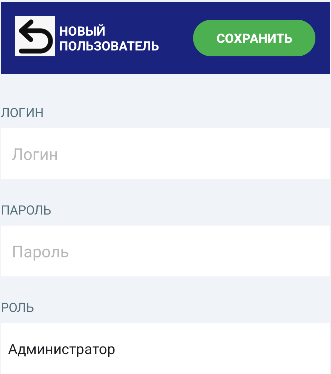 НОВЫЙ
ПОЛЬЗОВАТЕЛЬ
СОХРАНИТЬ
ЛОГИН
Логин
ПАРОЛЬ
Пароль
РОЛЬ
Администратор